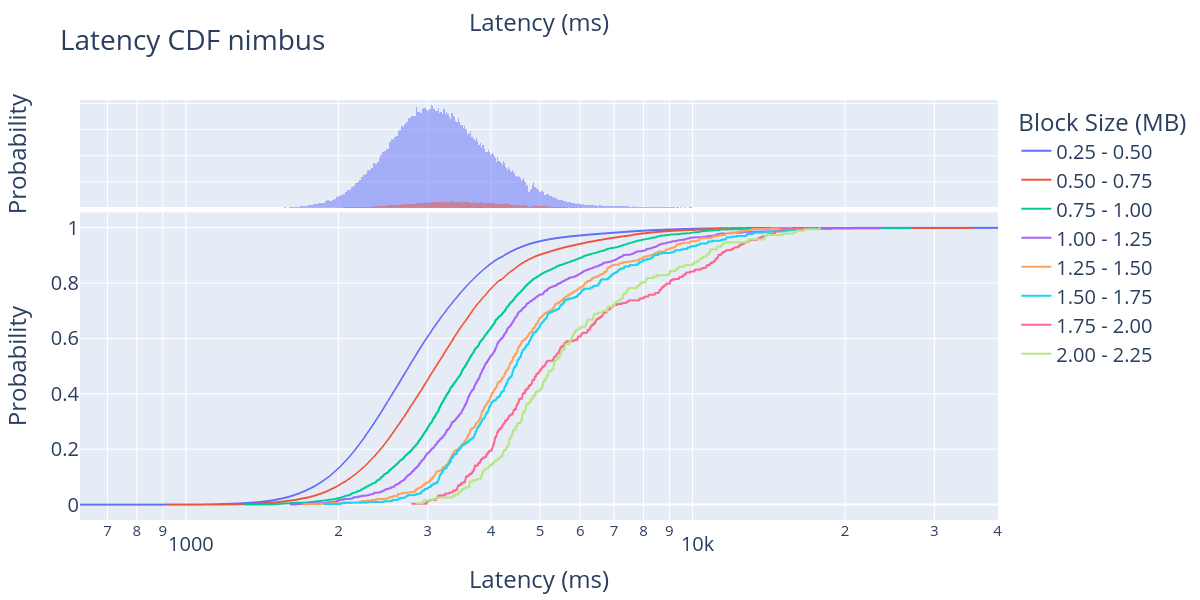 Latency (ms)
Latency CDF nimbus
Probability
Block Size (MB)
0.25 - 0.50
0.50 - 0.75
0.75 - 1.00
1.00 - 1.25
1.25 - 1.50
1.50 - 1.75
1.75 - 2.00
2.00 - 2.25
Probability
1
0.8
0.6
0.4
0.2
0
7 8 9 2 3 4 5 6 7 8 9 2 3 4
1000 10k
Latency (ms)